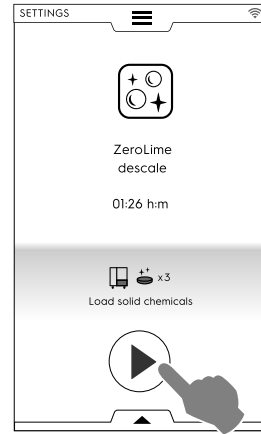 SETTINGS
ZeroLime
descale
01:26 h:m
x3
Load solid chemicals